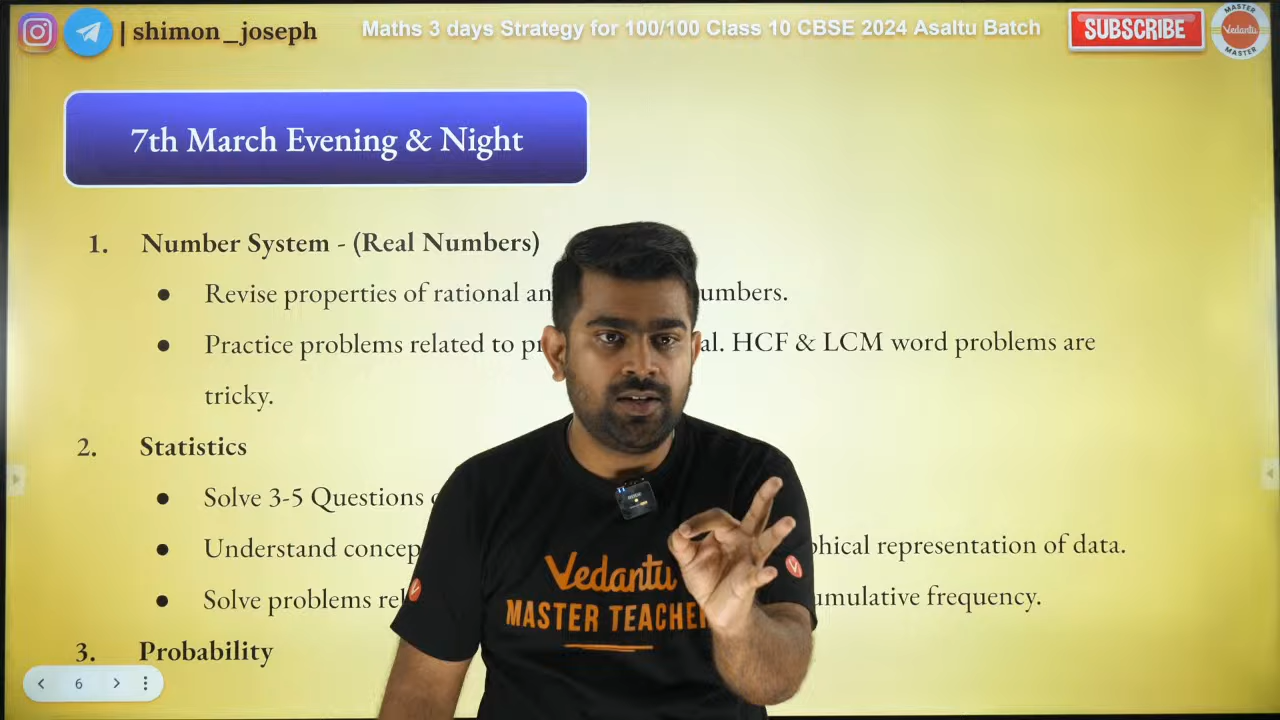 | shimon_joseph
Maths 3 days Strategy for 100/100 Class 10 CBSE 2024 Asaltu Batch
SUBSCRIBE
MASTER
Vedantu
MASTER
7th March Evening & Night
1. Number System - (Real Numbers)
● Revise properties of rational an umbers.
● Practice problems related to pr al. HCF & LCM word problems are
tricky.
2. Statistics
● Solve 3-5 Questions
● Understand concep phical representation of data.
● Solve problems rel umulative frequency.
3. Probability
Vedantu
MASTER TEACHER
6